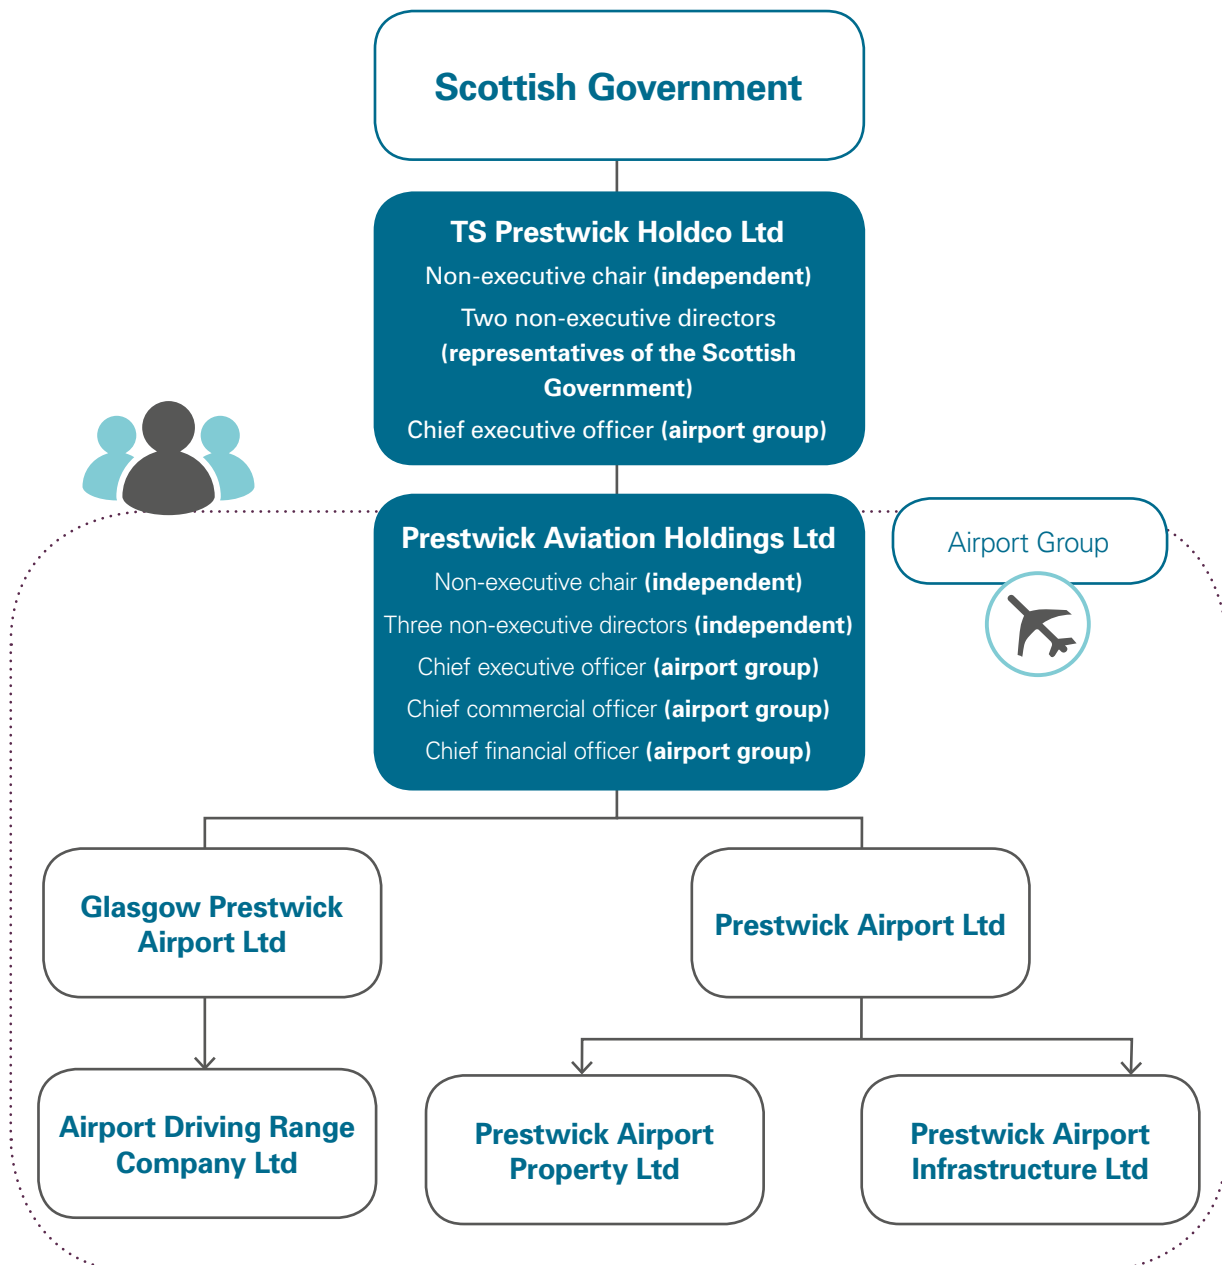 Scottish Government
TS Prestwick Holdco Ltd
Non-executive chair (independent)
Two non-executive directors
(representatives of the Scottish
Government)
Chief executive officer (airport group)
Prestwick Aviation Holdings Ltd
Non-executive chair (independent)
Three non-executive directors (independent)
Chief executive officer (airport group)
Chief commercial officer (airport group)
Chief financial officer (airport group)
Airport Group
Glasgow Prestwick
Airport Ltd
Prestwick Airport Ltd
Airport Driving Range
Company Ltd
Prestwick Airport
Property Ltd
Prestwick Airport
Infrastructure Ltd